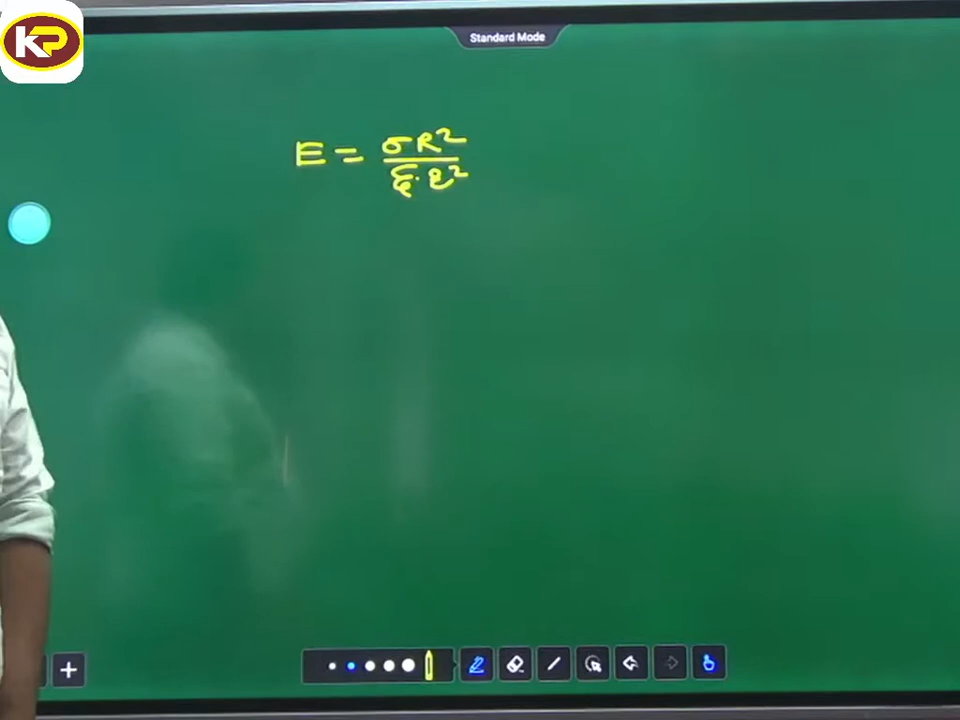 KP
Standard Mode
E = σR²/ε₀r²